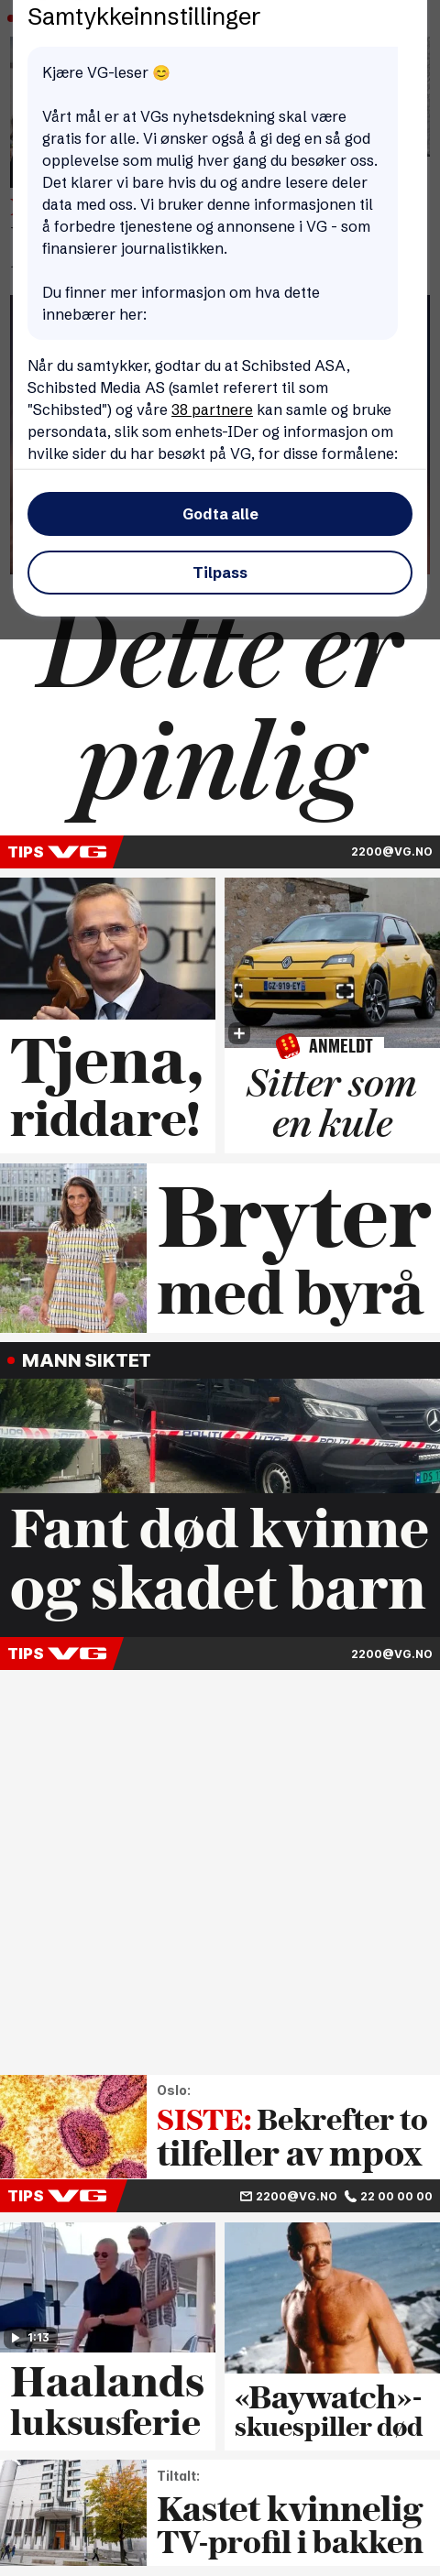 Samtykkeinnstillinger
Kjære VG-leser 😊
Vårt mål er at VGs nyhetsdekning skal være
gratis for alle. Vi ønsker også å gi deg en så god
opplevelse som mulig hver gang du besøker oss.
Det klarer vi bare hvis du og andre lesere deler
data med oss. Vi bruker denne informasjonen til
å forbedre tjenestene og annonsene i VG - som
finansierer journalistikken.
Du finner mer informasjon om hva dette
innebærer her:
Når du samtykker, godtar du at Schibsted ASA,
Schibsted Media AS (samlet referert til som
"Schibsted") og våre 38 partnere kan samle og bruke
persondata, slik som enhets-IDer og informasjon om
hvilke sider du har besøkt på VG, for disse formålene:
Godta alle
Tilpass
Dette er
pinlig
TIPS VG 2200@VG.NO
Tjena,
riddare!
GZ-919-EY
ANMELDT
Sitter som
en kule
Bryter
med byrå
MANN SIKTET
POLITI
Fant død kvinne
og skadet barn
TIPS VG 2200@VG.NO
Oslo:
SISTE: Bekrefter to
tilfeller av mpox
TIPS VG 2200@VG.NO 22 00 00 00
1:13
Haalands
luksusferie
«Baywatch»-
skuespiller død
Tiltalt:
Kastet kvinnelig
TV-profil i bakken